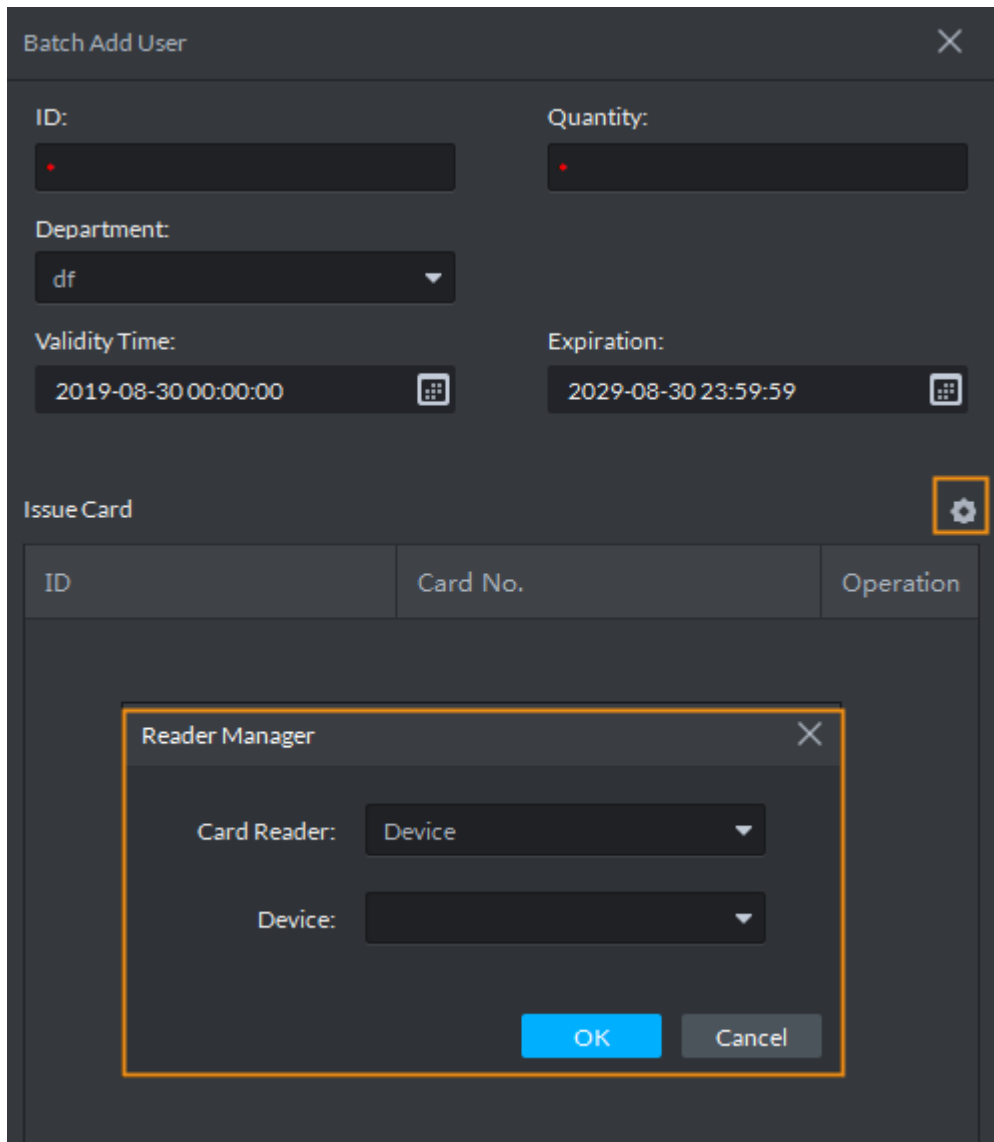 Batch Add User
ID: Quantity:
Department:
df
Validity Time: Expiration:
2019-08-30 00:00:00 2029-08-30 23:59:59
Issue Card
ID Card No. Operation
Reader Manager
Card Reader: Device
Device:
OK Cancel